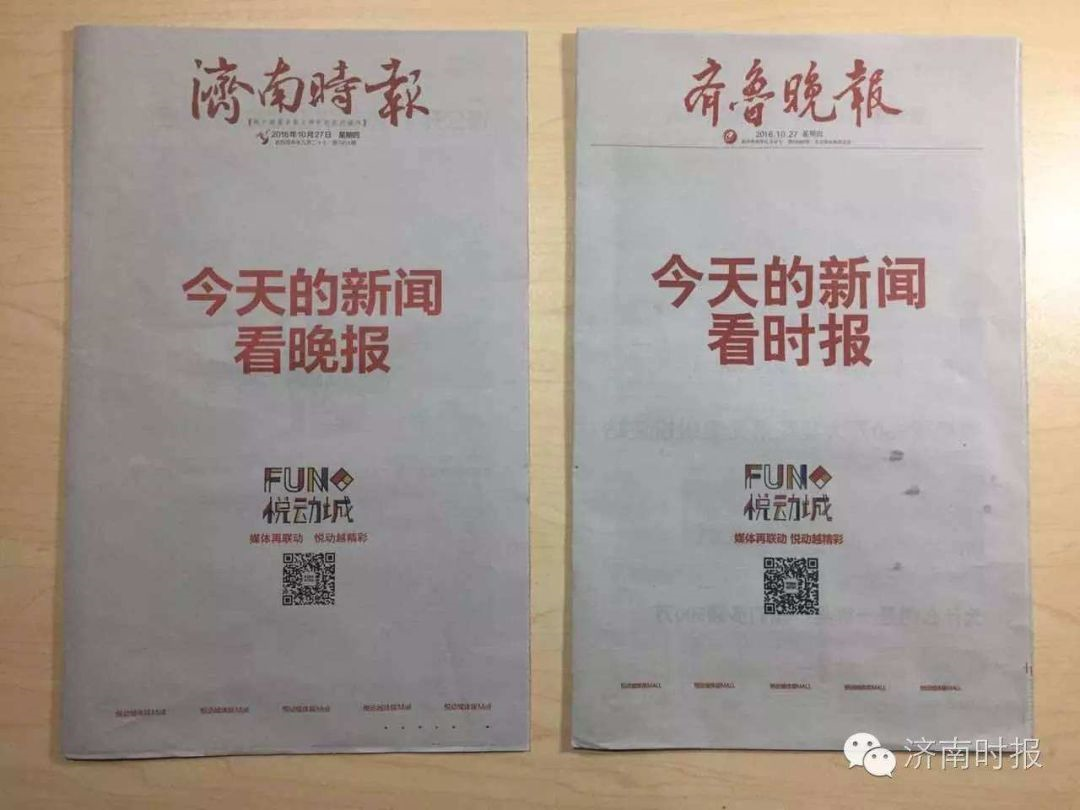 濟南時報
2016年10月27日 星期四
今天的新闻
看晚报
FUN
悦动城
媒体再联动 悦动越精彩
齐鲁晚報
2016.10.27 星期四
今天的新闻
看时报
FUN
悦动城
媒体再联动 悦动越精彩
济南时报